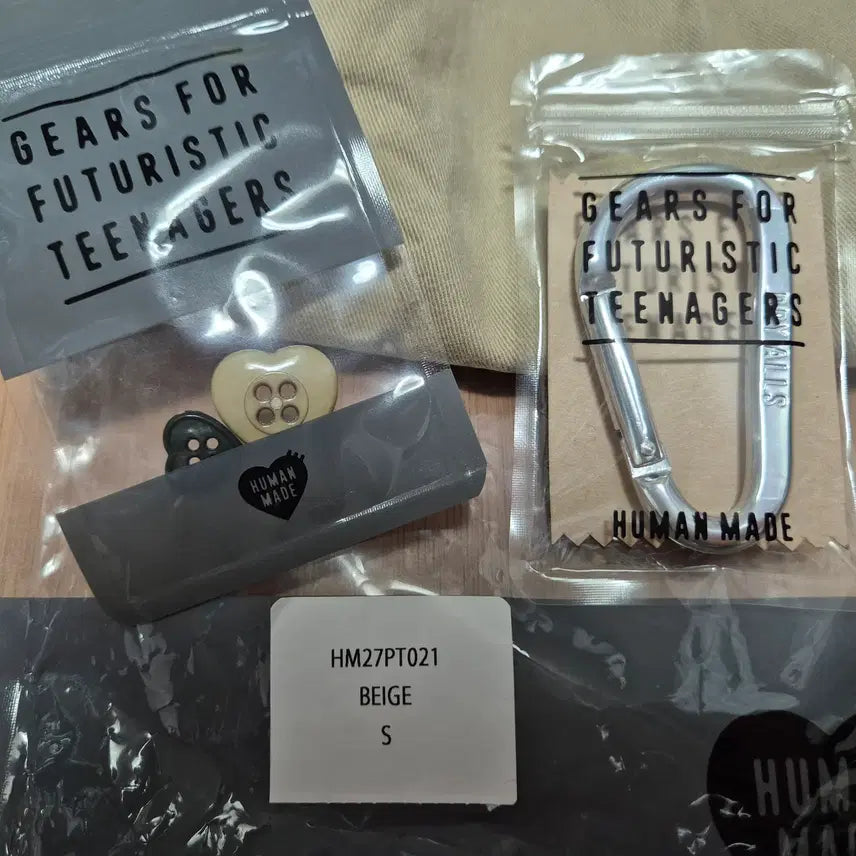 GEARS FOR
FUTURISTIC
TEENAGERS
HUMAN
MADE
GEARS FOR
FUTURISTIC
TEENAGERS
HUMAN MADE
HM27PT021
BEIGE
S